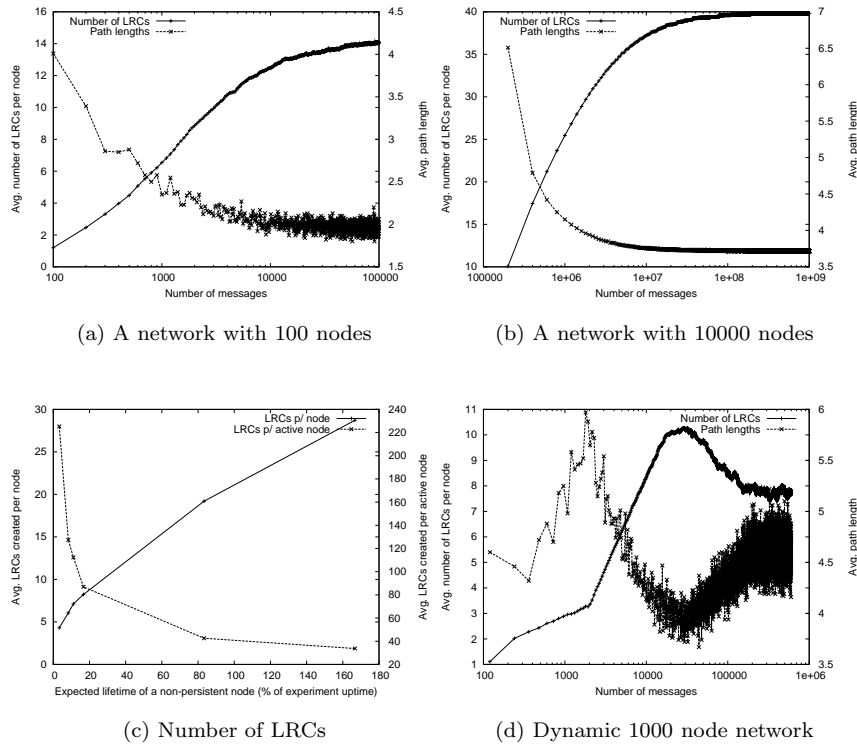 Number of LRCs
Path lengths
Avg. number of LRCs per node
0
2
4
6
8
10
12
14
16
100
1000
10000
100000
Number of messages
1.5
2
2.5
3
3.5
4
4.5
Avg. path length
(a) A network with 100 nodes
Number of LRCs
Path lengths
Avg. number of LRCs per node
10
15
20
25
30
35
40
100000
1e+06
1e+07
1e+08
1e+09
Number of messages
3.5
4
4.5
5
5.5
6
6.5
7
Avg. path length
(b) A network with 10000 nodes
LRCs p/ node
LRCs p/ active node
Avg. LRCs created per node
0
5
10
15
20
25
30
0
20
40
60
80
100
120
140
160
180
Expected lifetime of a non-persistent node (% of experiment uptime)
20
40
60
80
100
120
140
160
180
200
220
240
Avg. LRCs created per active node
(c) Number of LRCs
Number of LRCs
Path lengths
Avg. number of LRCs per node
1
2
3
4
5
6
7
8
9
10
11
100
1000
10000
100000
1e+06
Number of messages
3.5
4
4.5
5
5.5
6
Avg. path length
(d) Dynamic 1000 node network